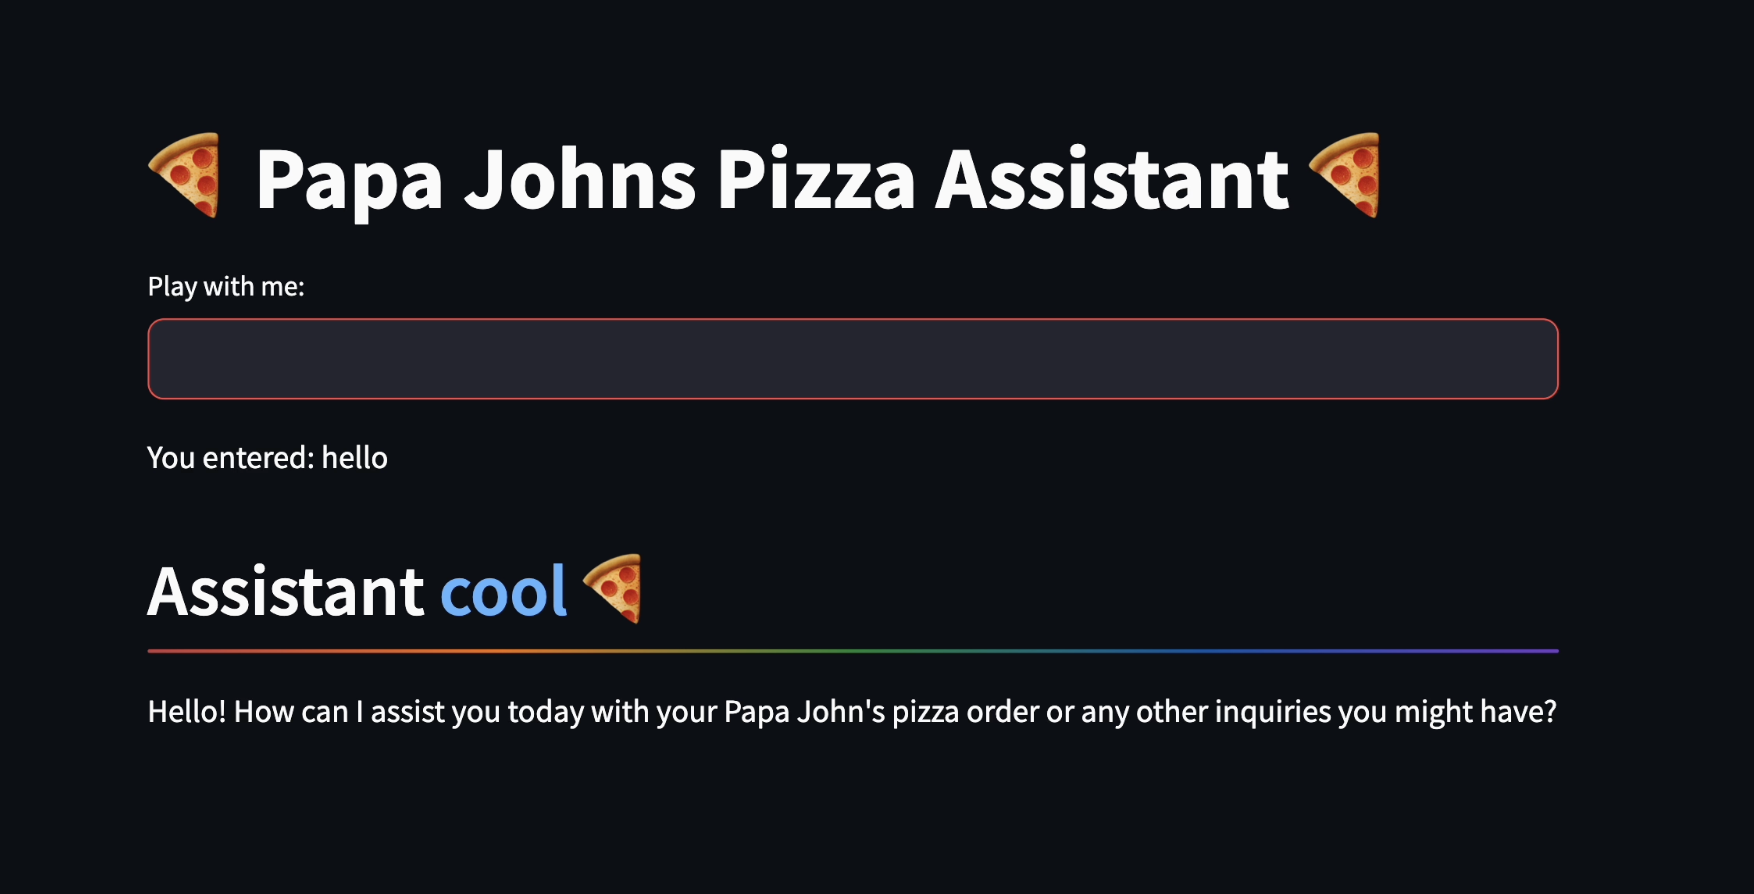 🍕 Papa Johns Pizza Assistant 🍕
Play with me:
You entered: hello
Assistant cool 🍕
Hello! How can I assist you today with your Papa John's pizza order or any other inquiries you might have?